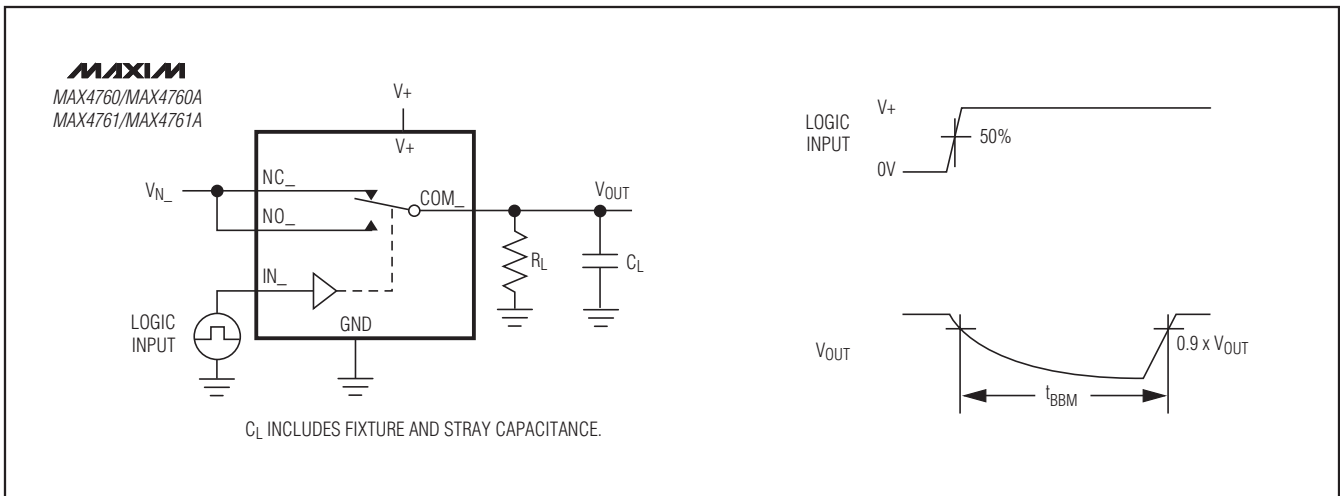 MAXIM
MAX4760/MAX4760A
MAX4761/MAX4761A
V+
V+
V_N_
NC_
NO_
COM_
V_OUT
R_L
C_L
IN_
GND
LOGIC
INPUT
C_L INCLUDES FIXTURE AND STRAY CAPACITANCE.
LOGIC
INPUT
V+
50%
0V
V_OUT
0.9 x V_OUT
t_BBM